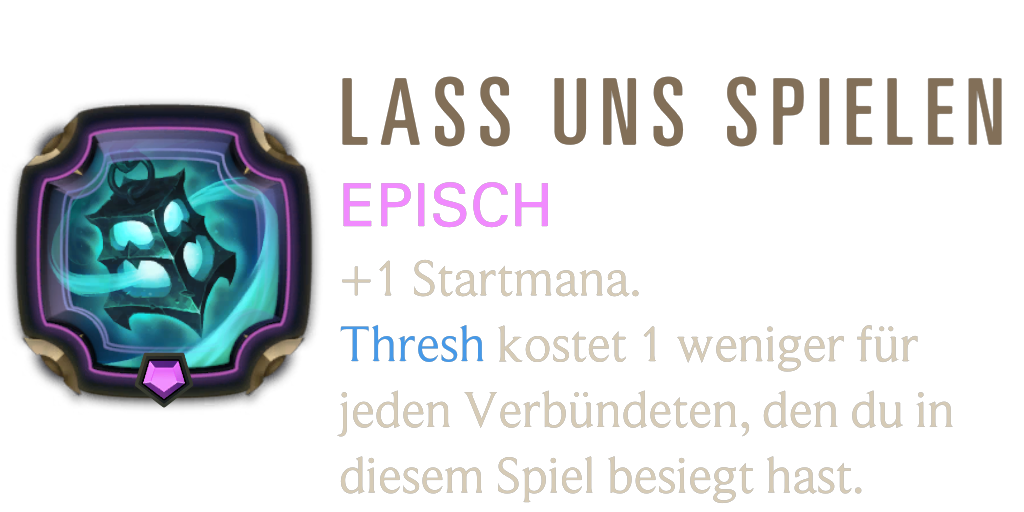 LASS UNS SPIELEN
EPISCH
+1 Startmana.
Thresh kostet 1 weniger für
jeden Verbündeten, den du in
diesem Spiel besiegt hast.